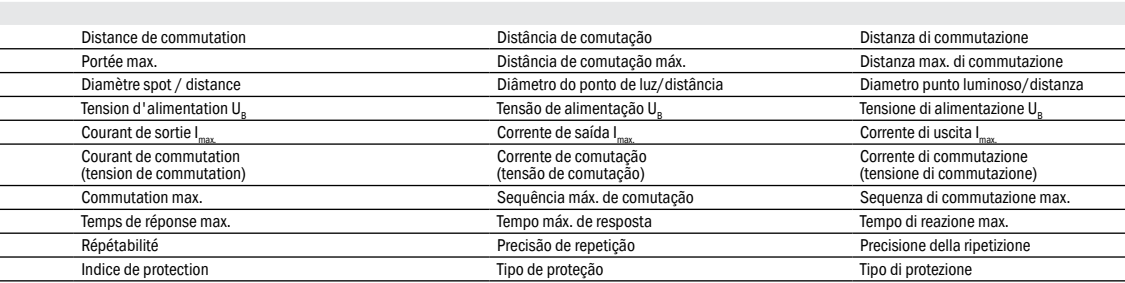 Distance de commutation Distância de comutação Distanza di commutazione
Portée max. Distância de comutação máx. Distanza max. di commutazione
Diamètre spot / distance Diâmetro do ponto de luz/distância Diametro punto luminoso/distanza
Tension d'alimentation UB Tensão de alimentação UB Tensione di alimentazione UB
Courant de sortie Imax. Corrente de saída Imax. Corrente di uscita Imax.
Courant de commutation Corrente de comutação Corrente di commutazione
(tension de commutation) (tensão de comutação) (tensione di commutazione)
Commutation max. Sequência máx. de comutação Sequenza di commutazione max.
Temps de réponse max. Tempo máx. de resposta Tempo di reazione max.
Répétabilité Precisão de repetição Precisione della ripetizione
Indice de protection Tipo de proteção Tipo di protezione